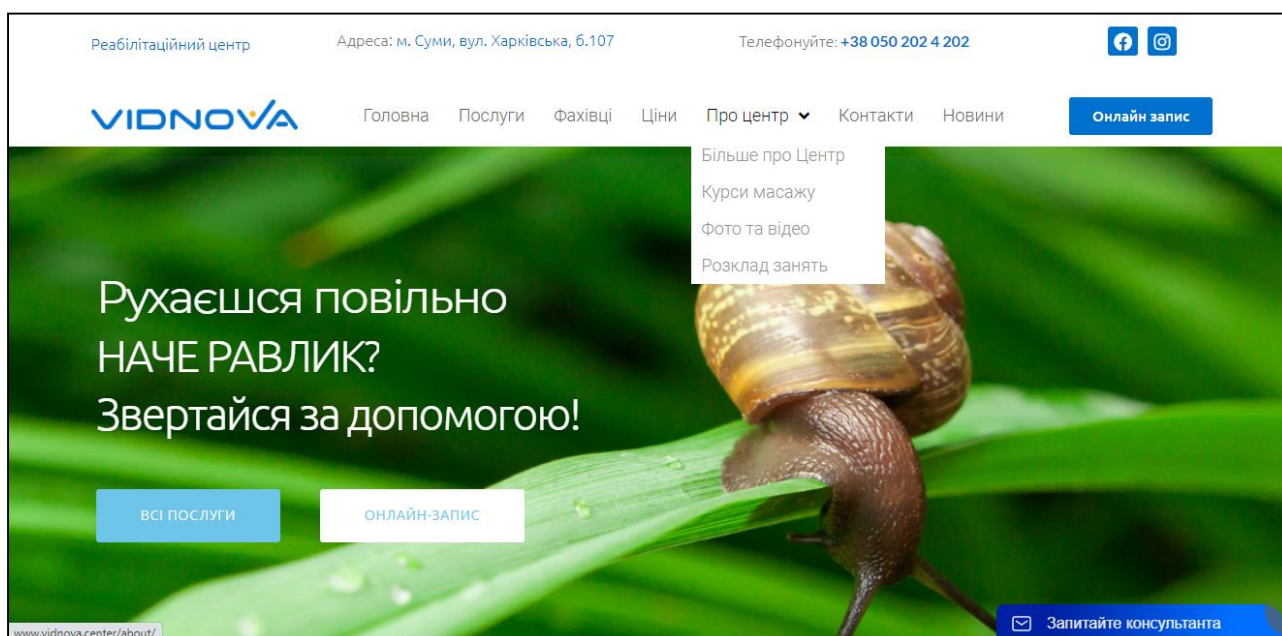 Реабілітаційний центр
Адреса: м. Суми, вул. Харківська, б.107
Телефонуйте: +38 050 202 4 202
VIDNOVA
Головна Послуги Фахівці Ціни Про центр Контакти Новини
Онлайн запис
Більше про Центр
Курси масажу
Фото та відео
Розклад занять
Рухаєшся повільно
НАЧЕ РАВЛИК?
Звертайся за допомогою!
ВСІ ПОСЛУГИ
ОНЛАЙН-ЗАПИС
Запитайте консультанта
www.vidnova.center/about/